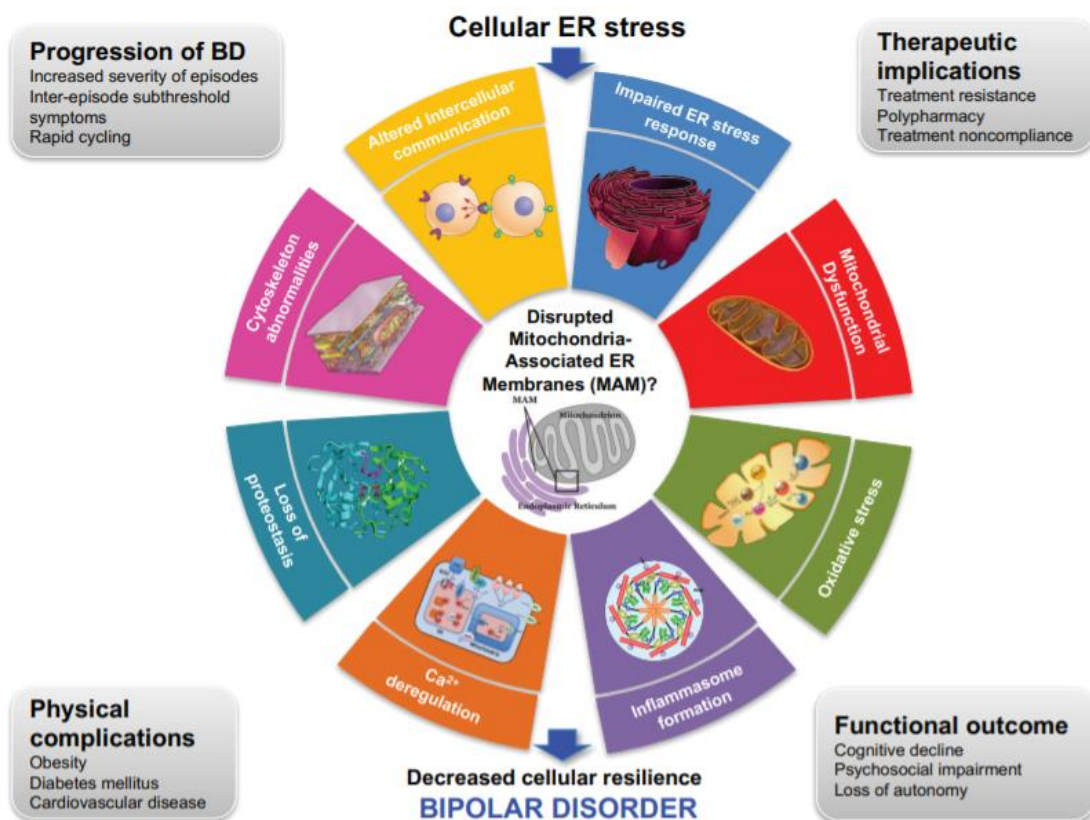 Cellular ER stress
Progression of BD
Increased severity of episodes
Inter-episode subthreshold
symptoms
Rapid cycling
Therapeutic
implications
Treatment resistance
Polypharmacy
Treatment noncompliance
Altered Intercellular
communication
Impaired ER stress
response
Cytoskeleton
abnormalities
Mitochondrial
Dysfunction
Disrupted
Mitochondria-
Associated ER
Membranes (MAM)?
MAM
Mitochondrion
Endoplasmic Reticulum
Loss of
proteostasis
Oxidative stress
Ca²⁺
deregulation
Inflammasome
formation
Physical
complications
Obesity
Diabetes mellitus
Cardiovascular disease
Functional outcome
Cognitive decline
Psychosocial impairment
Loss of autonomy
Decreased cellular resilience
BIPOLAR DISORDER